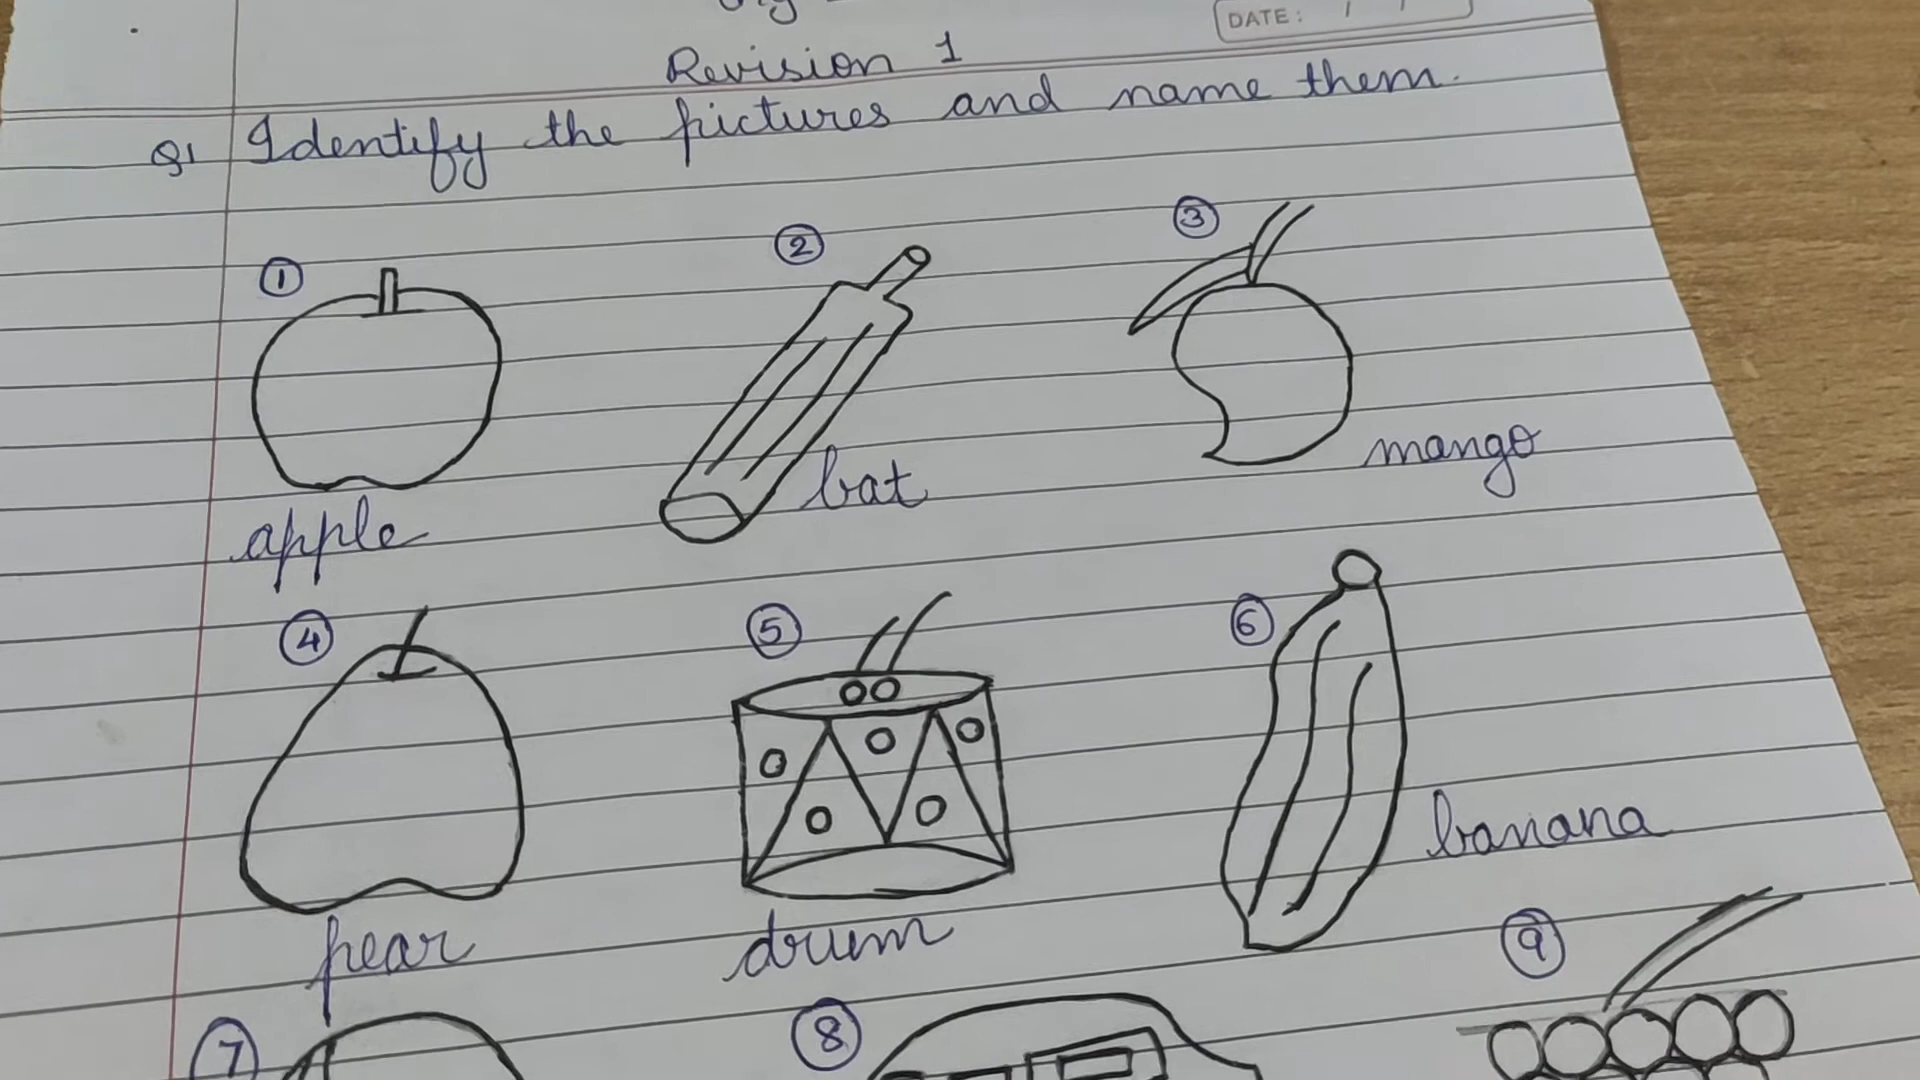 DATE: / /
Revision 1
Q1 Identify the pictures and name them.
1 2 3
apple bat mango
4 5 6
pear drum banana
7 8 9